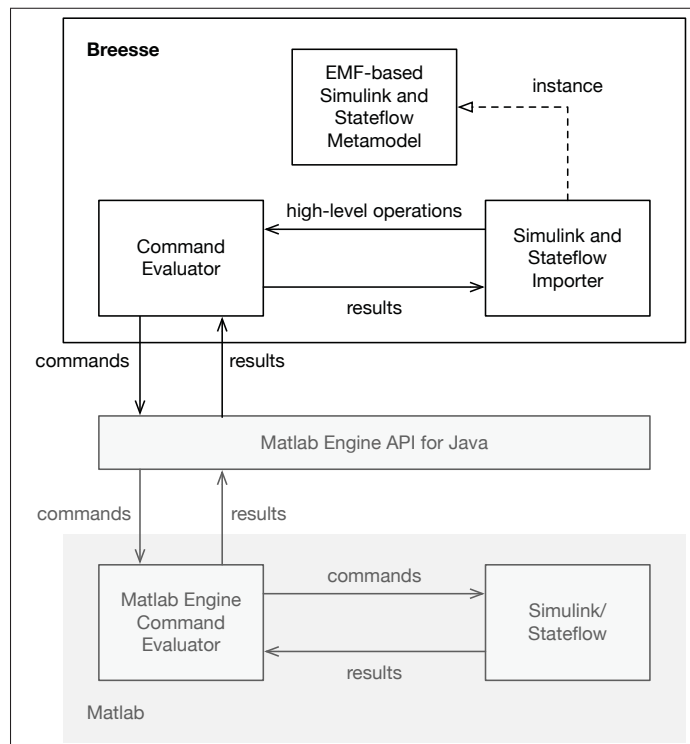 Breesse
EMF-based
Simulink and
Stateflow
Metamodel
instance
high-level operations
Command
Evaluator
Simulink and
Stateflow
Importer
results
commands
results
Matlab Engine API for Java
commands
results
Matlab Engine
Command
Evaluator
commands
Simulink/
Stateflow
results
Matlab